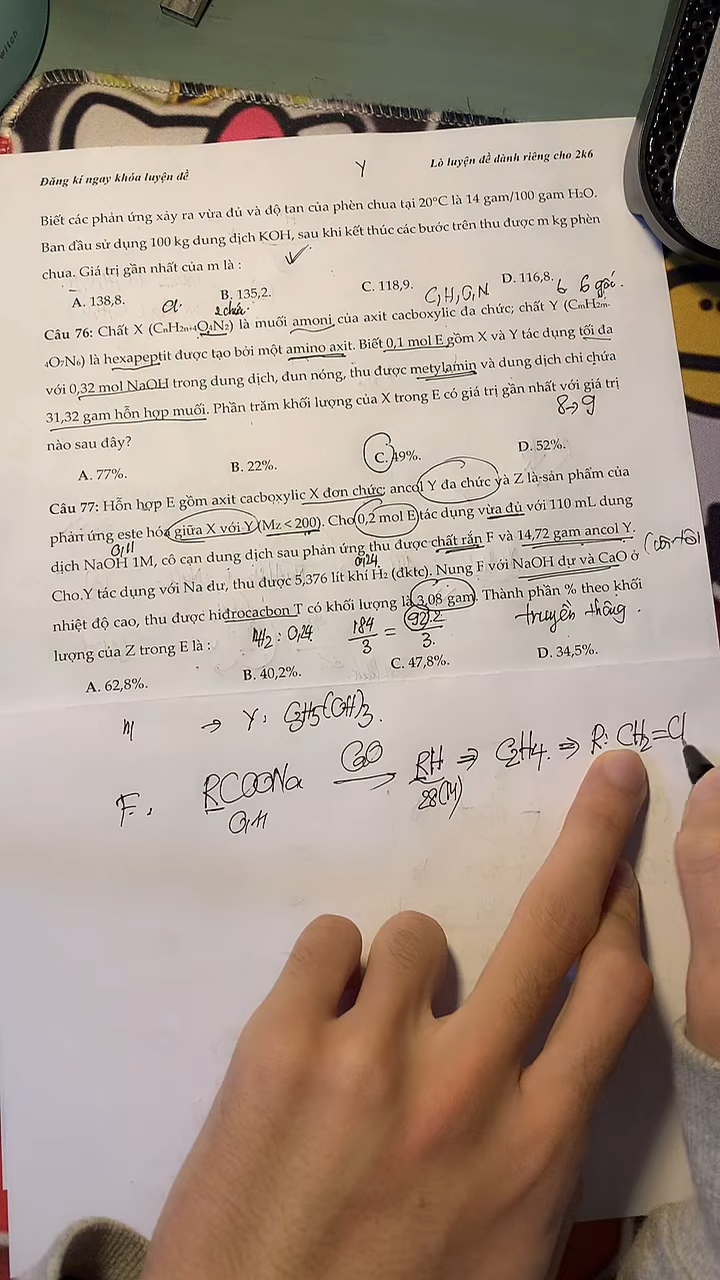 witch
Đăng kí ngay khóa luyện đề
Y
Lò luyện đề dành riêng cho 2k6
Biết các phản ứng xảy ra vừa đủ và độ tan của phèn chua tại 20°C là 14 gam/100 gam H₂O.
Ban đầu sử dụng 100 kg dung dịch KOH, sau khi kết thúc các bước trên thu được m kg phèn
chua. Giá trị gần nhất của m là :
A. 138,8. B. 135,2. C. 118,9. D. 116,8.
a. 2 chức. C, H, O, N 6 6 gốc.
Câu 76: Chất X (CₙH₂ₙ₊₄O₄N₂) là muối amoni của axit cacboxylic đa chức; chất Y (CₘH₂ₘ₋
₄O₇N₆) là hexapeptit được tạo bởi một amino axit. Biết 0,1 mol E gồm X và Y tác dụng tối đa
với 0,32 mol NaOH trong dung dịch, đun nóng, thu được metylamin và dung dịch chỉ chứa
31,32 gam hỗn hợp muối. Phần trăm khối lượng của X trong E có giá trị gần nhất với giá trị
nào sau đây?
8→9
A. 77%. B. 22%. C. 49%. D. 52%.
Câu 77: Hỗn hợp E gồm axit cacboxylic X đơn chức; ancol Y đa chức và Z là sản phẩm của
phản ứng este hóa giữa X với Y (Mz < 200). Cho 0,2 mol E tác dụng vừa đủ với 110 mL dung
dịch NaOH 1M, cô cạn dung dịch sau phản ứng thu được chất rắn F và 14,72 gam ancol Y.
0,11 0,24
Cho Y tác dụng với Na dư, thu được 5,376 lít khí H₂ (đktc). Nung F với NaOH dư và CaO ở
nhiệt độ cao, thu được hiđrocacbon T có khối lượng là 3,08 gam. Thành phần % theo khối
lượng của Z trong E là :
nH₂ : 0,24 184/3 = 92.2/3. truyền thống.
A. 62,8%. B. 40,2%. C. 47,8%. D. 34,5%.
→ Y: C₃H₅(OH)₃.
F. RCOONa CaO → RH ⇒ C₂H₄. ⇒ R: CH₂=C
0,11 28(M)